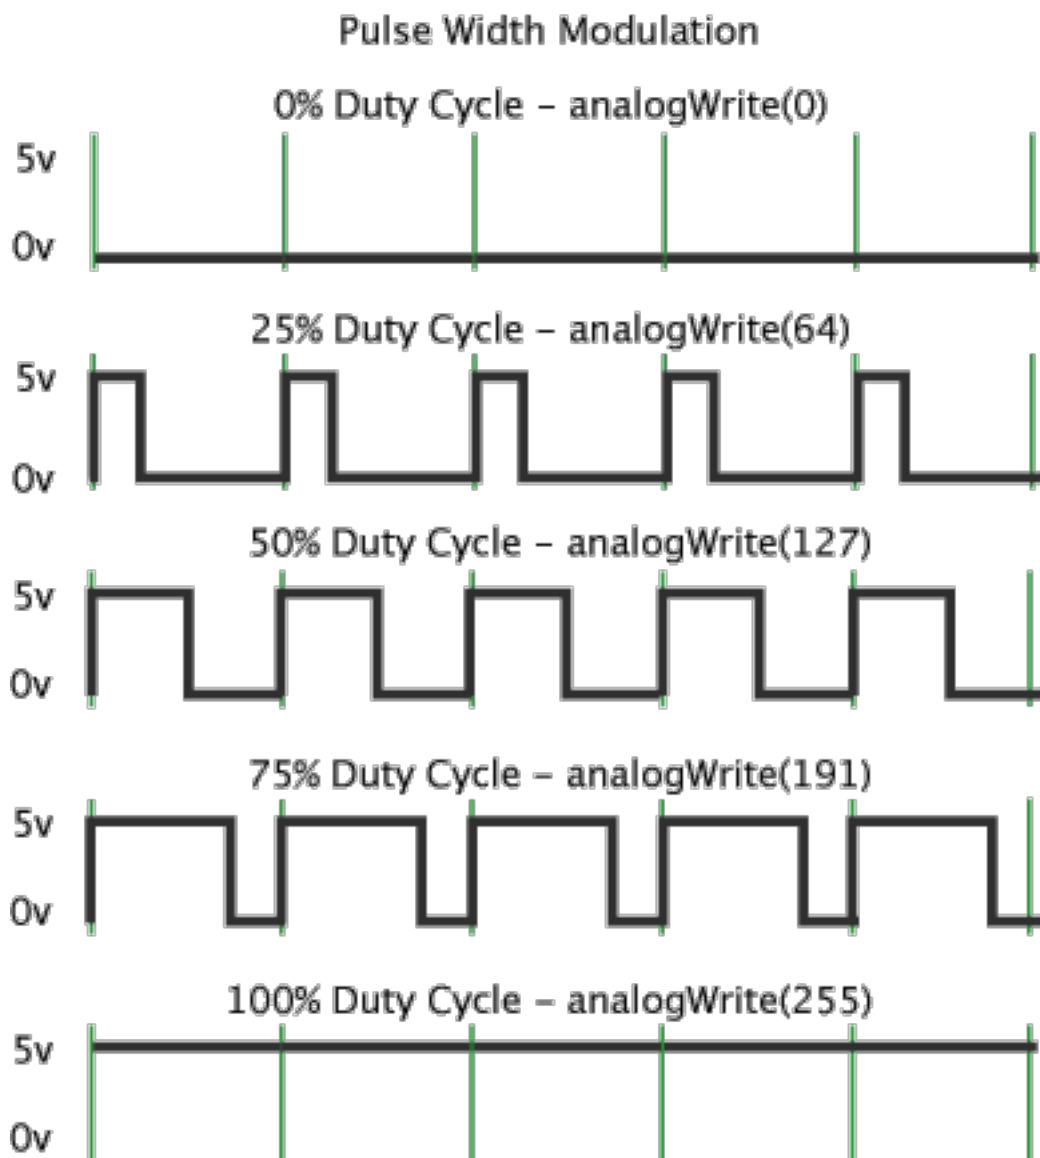 Pulse Width Modulation
0% Duty Cycle – analogWrite(0)
5v
0v
25% Duty Cycle – analogWrite(64)
5v
0v
50% Duty Cycle – analogWrite(127)
5v
0v
75% Duty Cycle – analogWrite(191)
5v
0v
100% Duty Cycle – analogWrite(255)
5v
0v